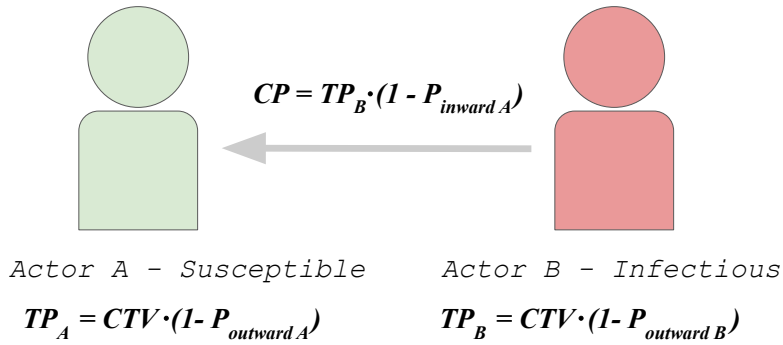 CP = TP_B·(1 - P_inward A)
Actor A - Susceptible
Actor B - Infectious
TP_A = CTV·(1- P_outward A)
TP_B = CTV·(1- P_outward B)